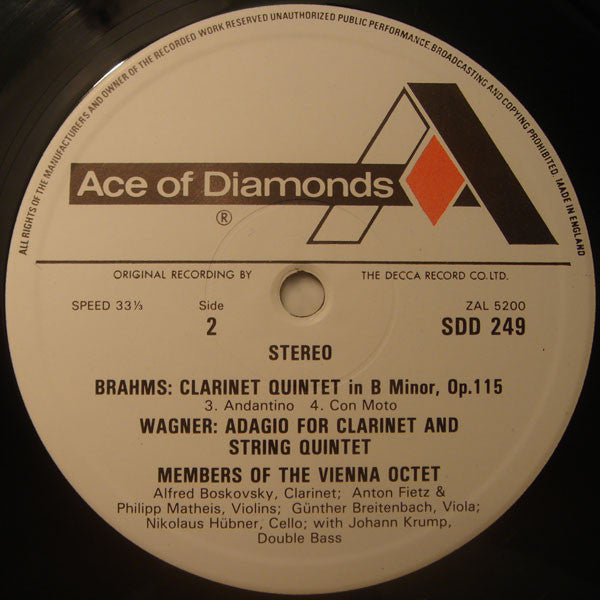 ALL RIGHTS OF THE MANUFACTURERS AND OWNER OF THE RECORDED WORK RESERVED UNAUTHORIZED PUBLIC PERFORMANCE BROADCASTING AND COPYING PROHIBITED. MADE IN ENGLAND
Ace of Diamonds
®
ORIGINAL RECORDING BY THE DECCA RECORD CO. LTD.
SPEED 33⅓ Side ZAL 5200
2 SDD 249
STEREO
BRAHMS: CLARINET QUINTET in B Minor, Op.115
3. Andantino 4. Con Moto
WAGNER: ADAGIO FOR CLARINET AND
STRING QUINTET
MEMBERS OF THE VIENNA OCTET
Alfred Boskovsky, Clarinet; Anton Fietz &
Philipp Matheis, Violins; Günther Breitenbach, Viola;
Nikolaus Hübner, Cello; with Johann Krump,
Double Bass